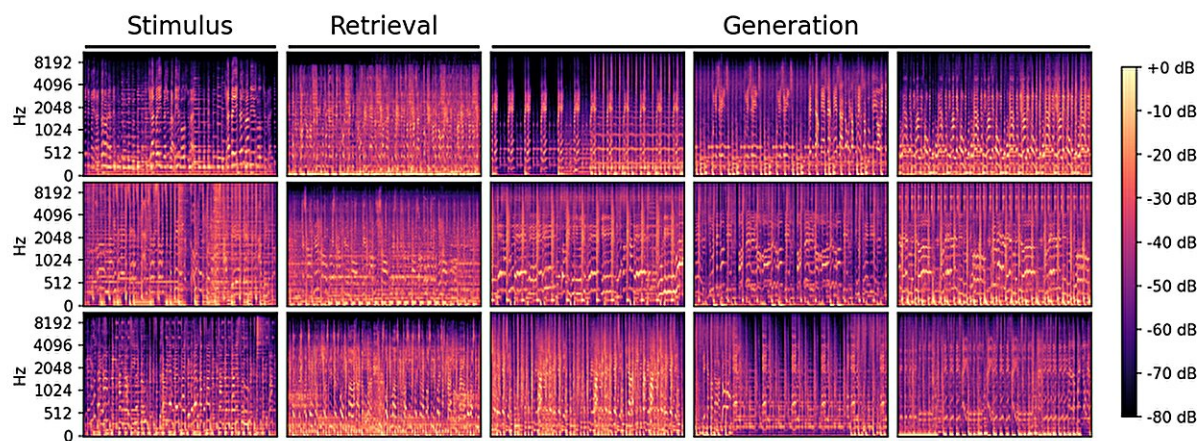 Stimulus Retrieval Generation
Hz
8192
4096
2048
1024
512
0
Hz
8192
4096
2048
1024
512
0
Hz
8192
4096
2048
1024
512
0
+0 dB
-10 dB
-20 dB
-30 dB
-40 dB
-50 dB
-60 dB
-70 dB
-80 dB